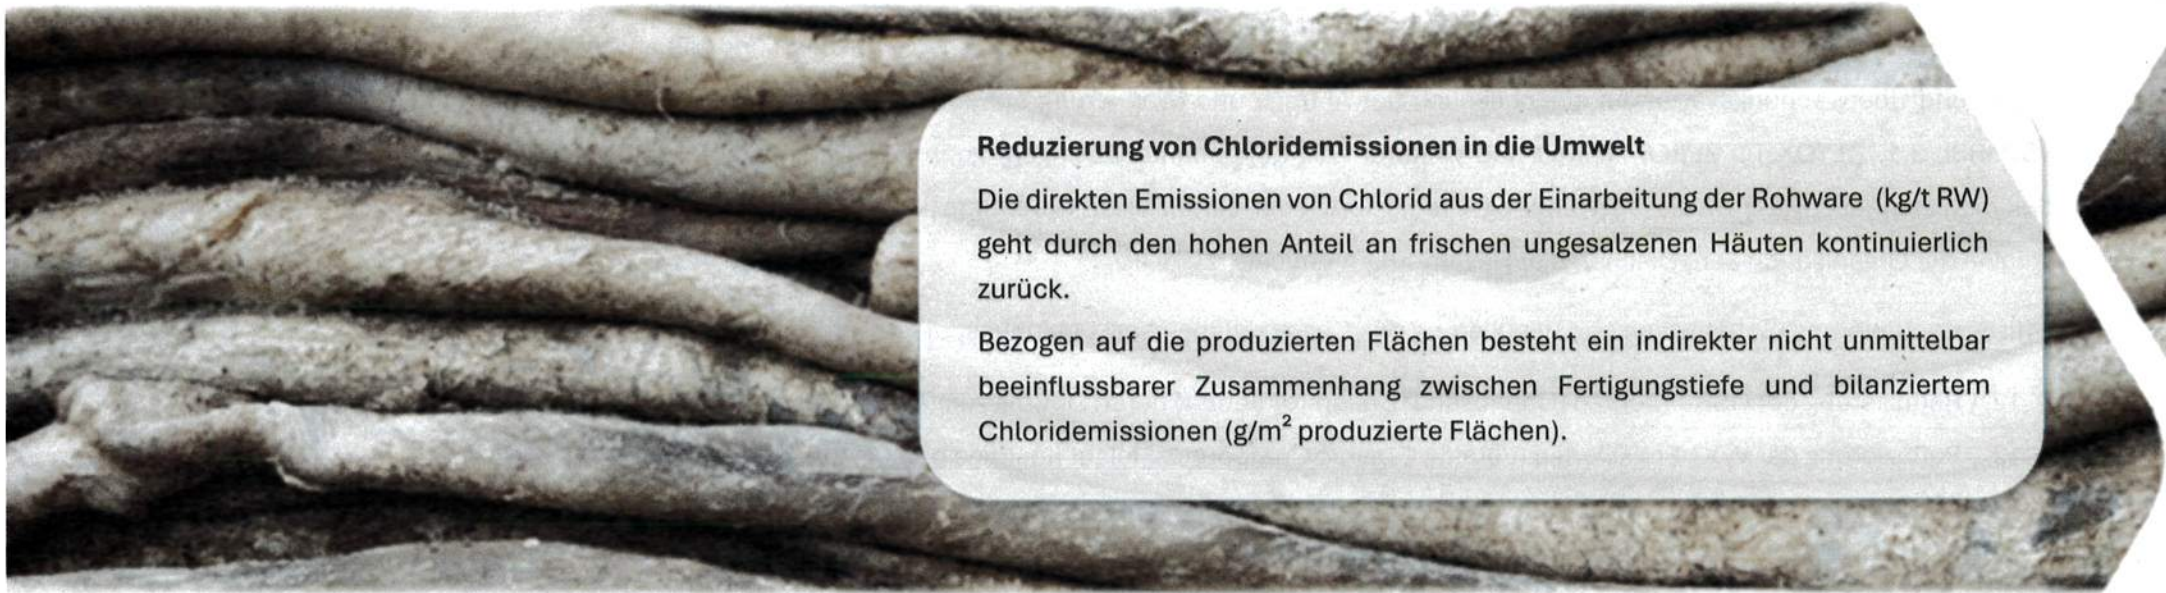 Reduzierung von Chloridemissionen in die Umwelt
Die direkten Emissionen von Chlorid aus der Einarbeitung der Rohware (kg/t RW)
geht durch den hohen Anteil an frischen ungesalzenen Häuten kontinuierlich
zurück.
Bezogen auf die produzierten Flächen besteht ein indirekter nicht unmittelbar
beeinflussbarer Zusammenhang zwischen Fertigungstiefe und bilanziertem
Chloridemissionen (g/m² produzierte Flächen).